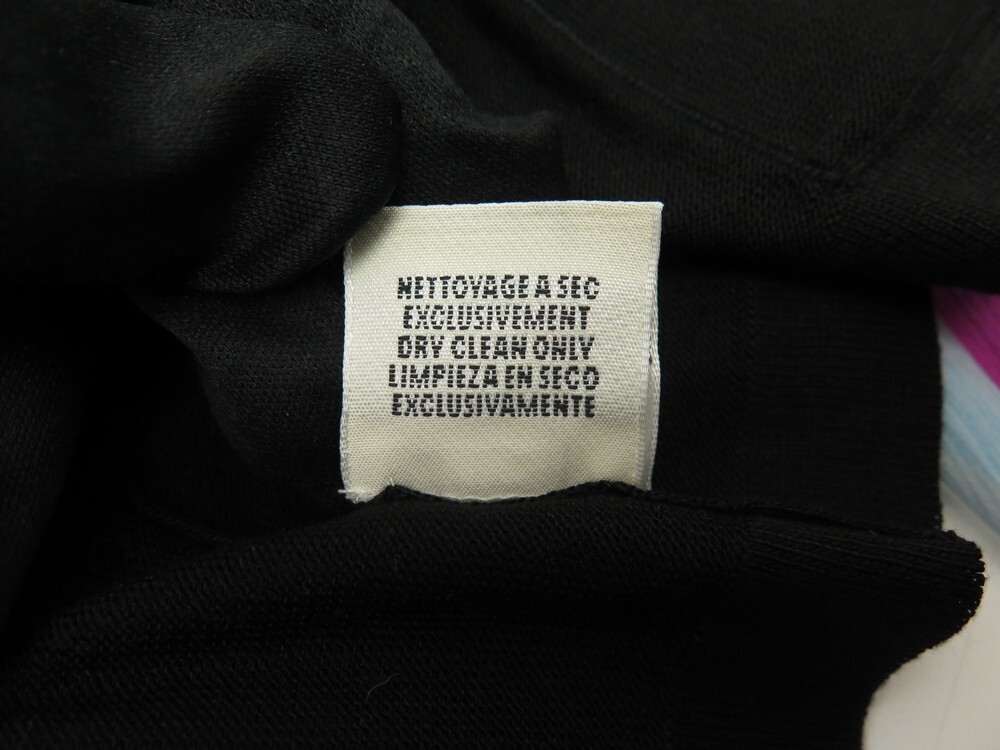 NETTOYAGE A SEC
EXCLUSIVEMENT
DRY CLEAN ONLY
LIMPIEZA EN SECO
EXCLUSIVAMENTE